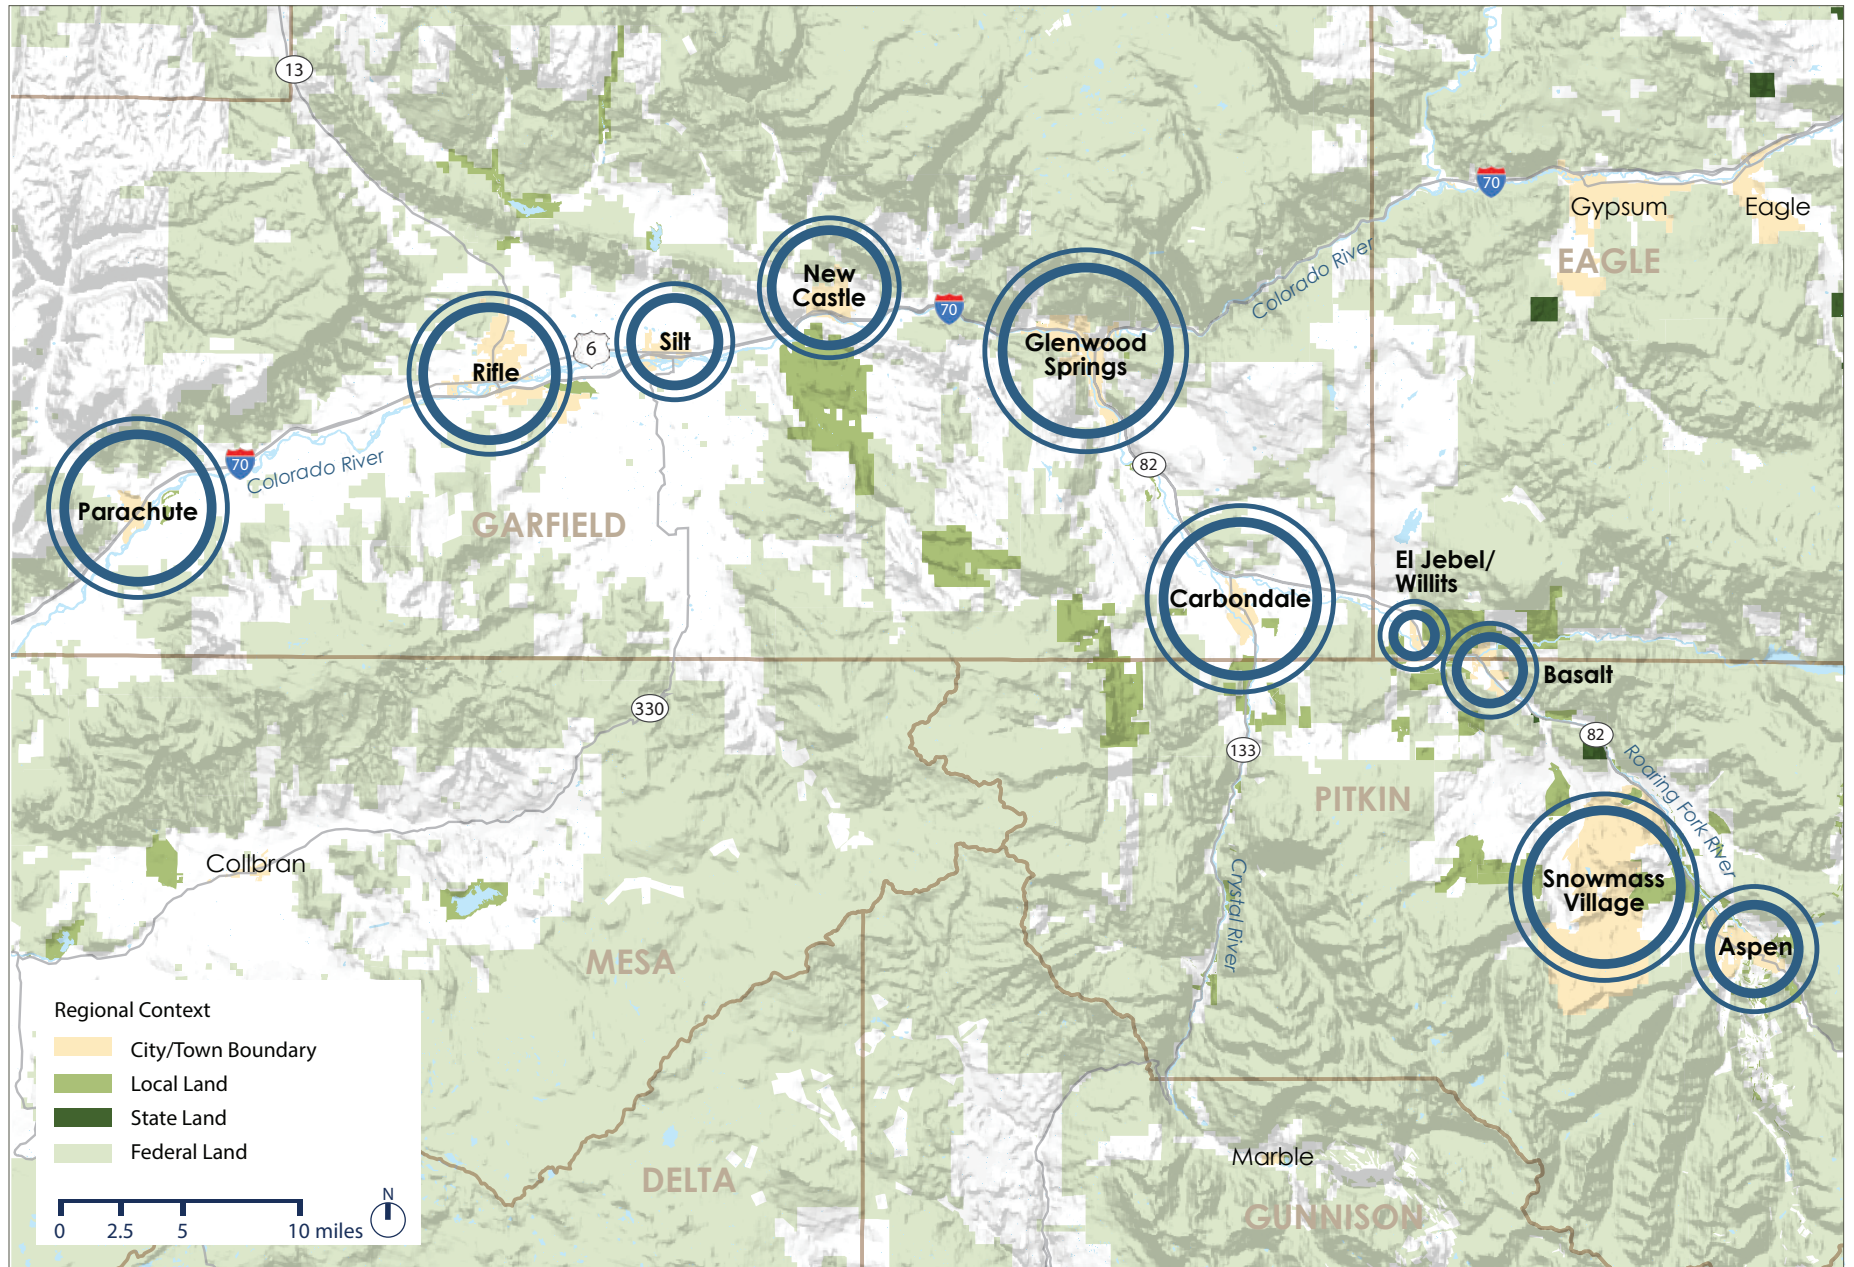 13
70
Gypsum
Eagle
EAGLE
Colorado River
New
Castle
70
6
Silt
Rifle
Glenwood
Springs
70
Colorado River
82
Parachute
GARFIELD
El Jebel/
Willits
Carbondale
Basalt
330
82
133
Roaring Fork River
PITKIN
Collbran
Crystal River
Snowmass
Village
Aspen
MESA
Regional Context
City/Town Boundary
Local Land
State Land
Federal Land
0 2.5 5 10 miles
N
Marble
DELTA
GUNNISON